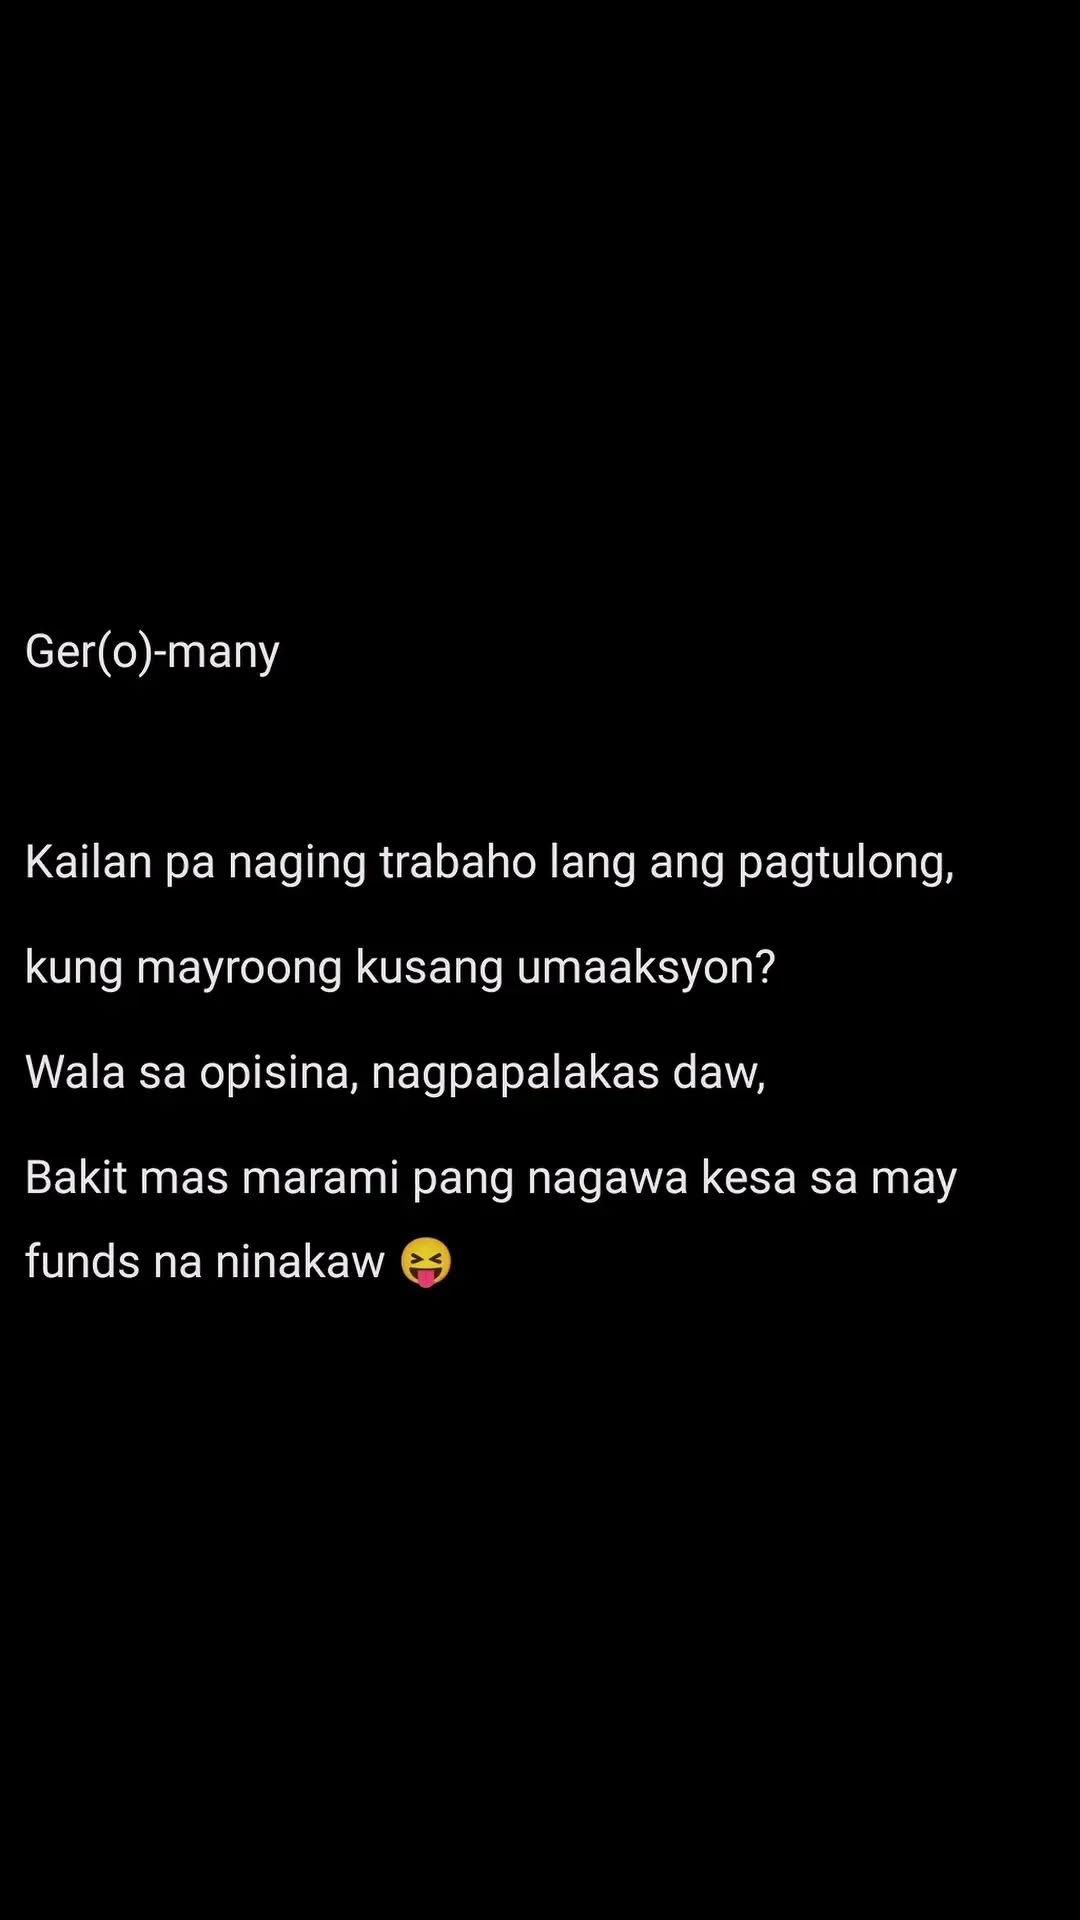 Ger(o)-many
Kailan pa naging trabaho lang ang pagtulong,
kung mayroong kusang umaaksyon?
Wala sa opisina, nagpapalakas daw,
Bakit mas marami pang nagawa kesa sa may
funds na ninakaw 😝